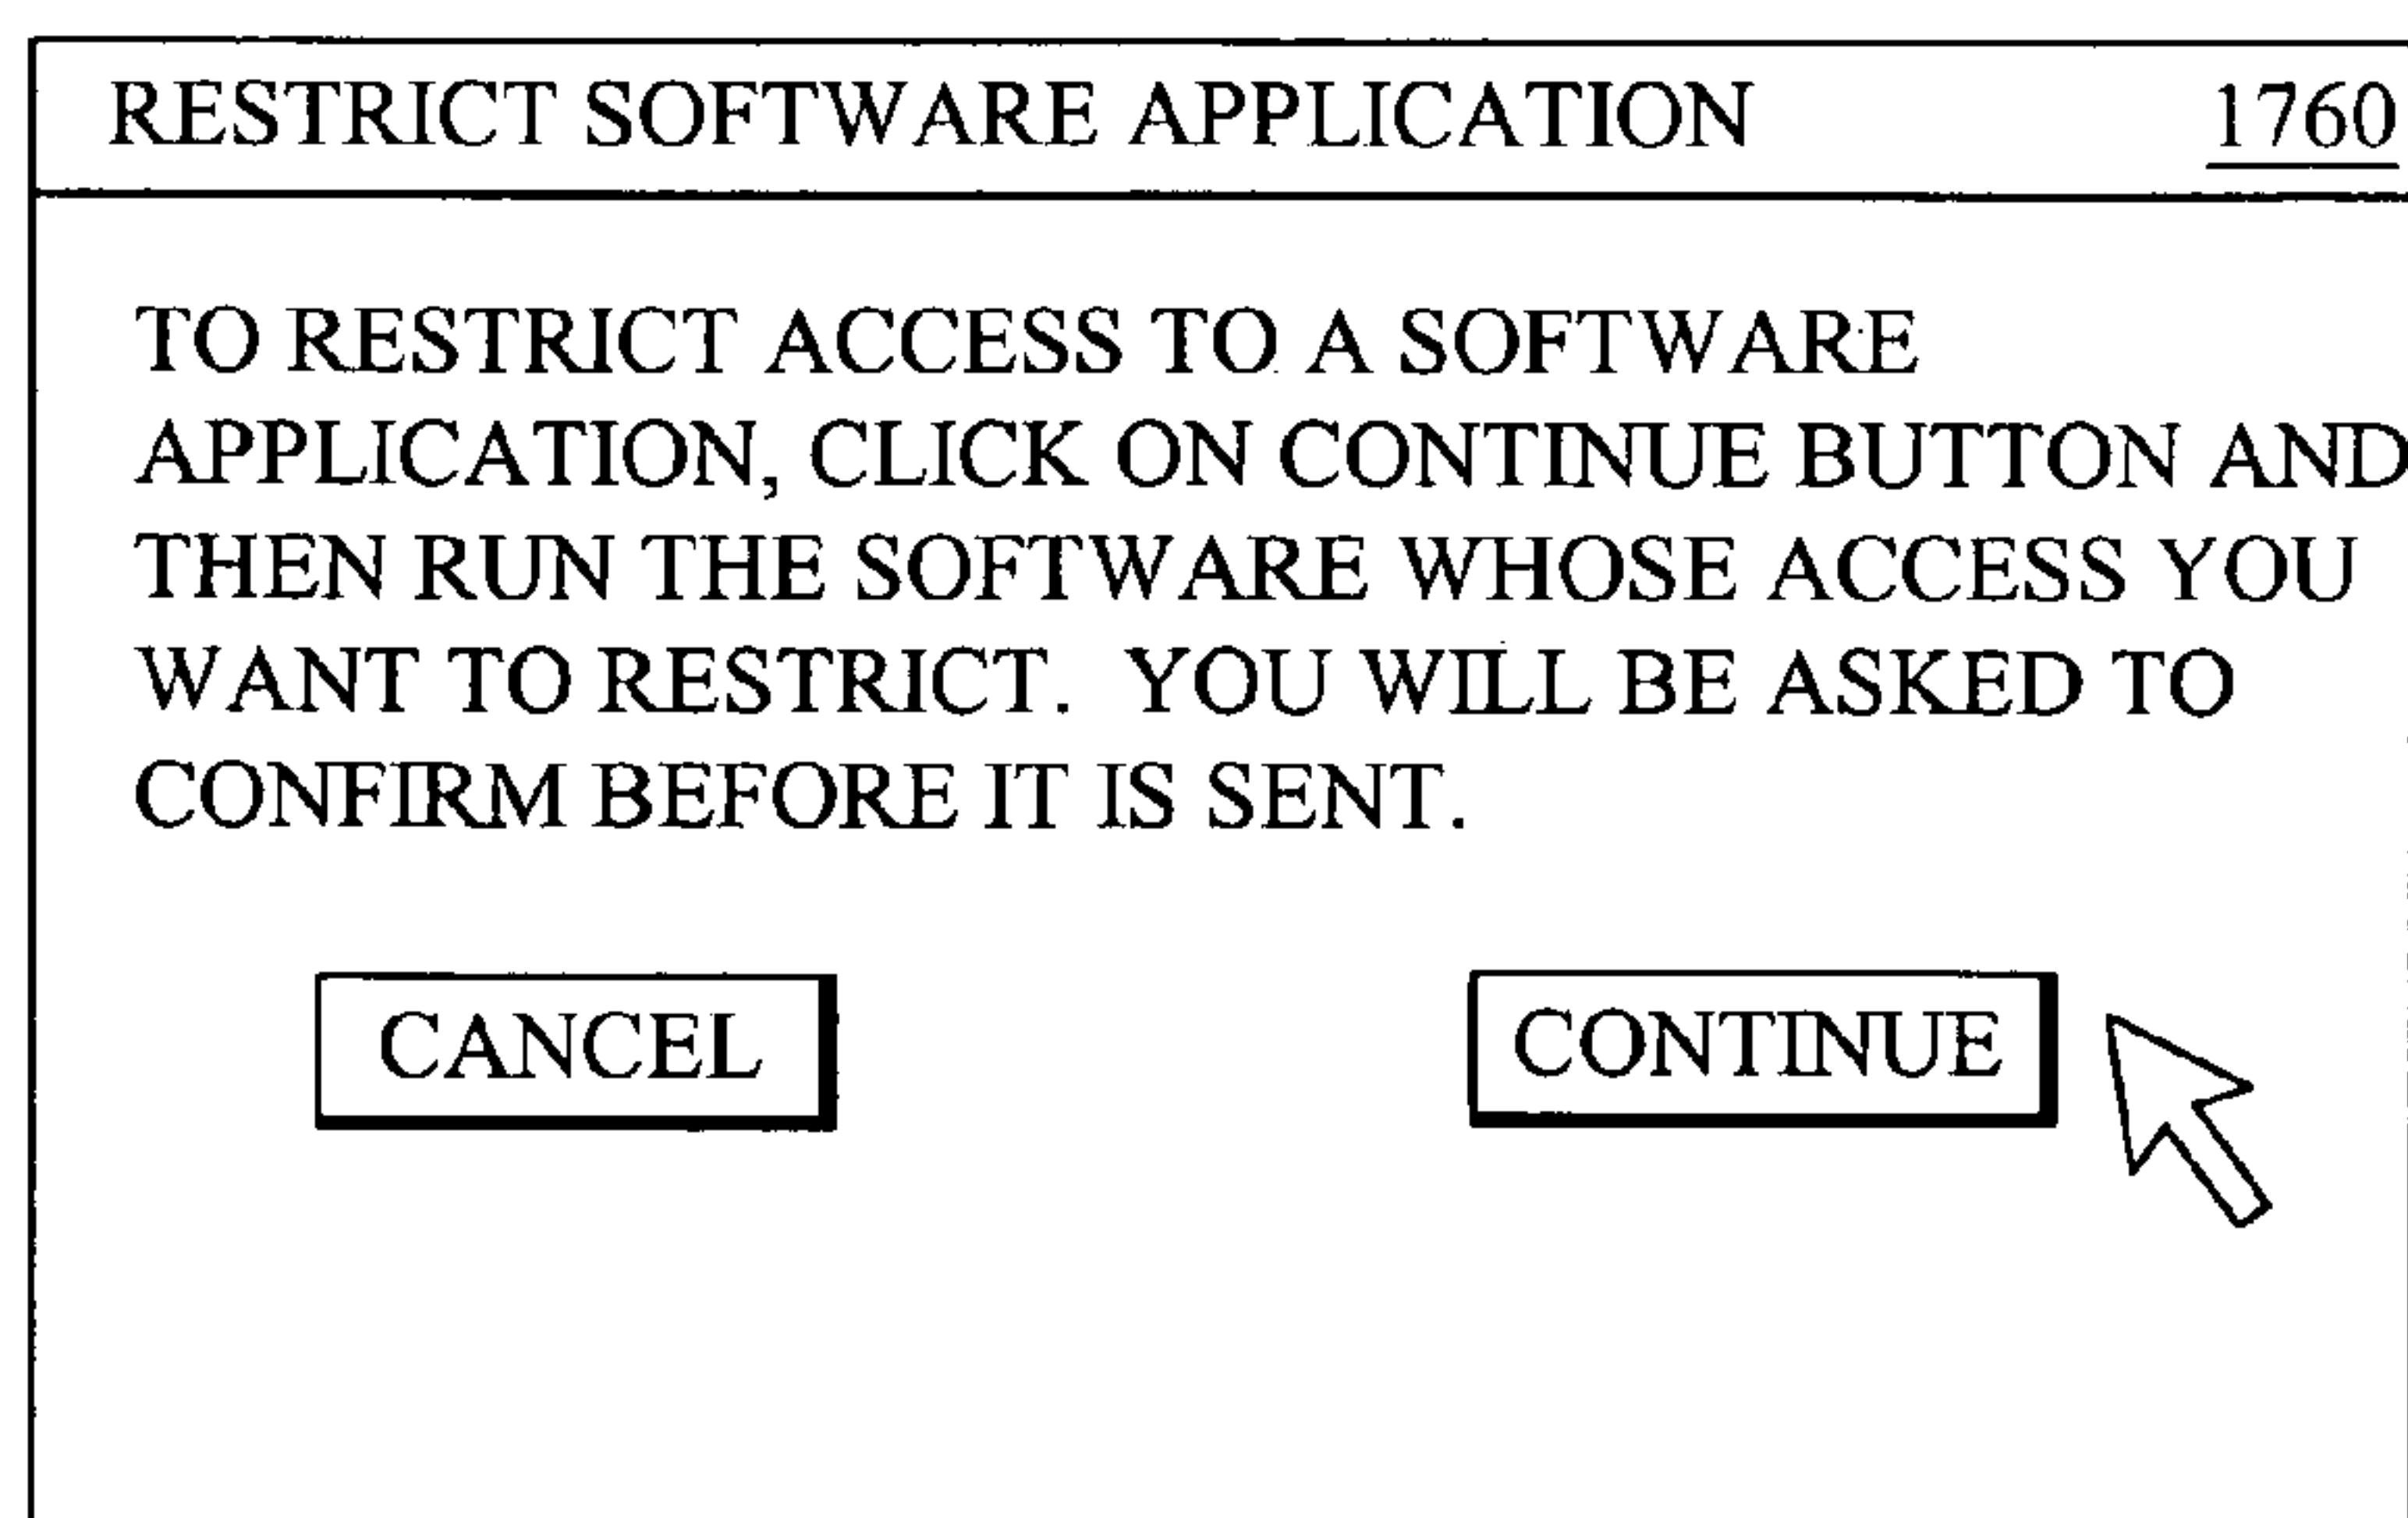 RESTRICT SOFTWARE APPLICATION 1760
TO RESTRICT ACCESS TO A SOFTWARE
APPLICATION, CLICK ON CONTINUE BUTTON AND
THEN RUN THE SOFTWARE WHOSE ACCESS YOU
WANT TO RESTRICT. YOU WILL BE ASKED TO
CONFIRM BEFORE IT IS SENT.
CANCEL CONTINUE